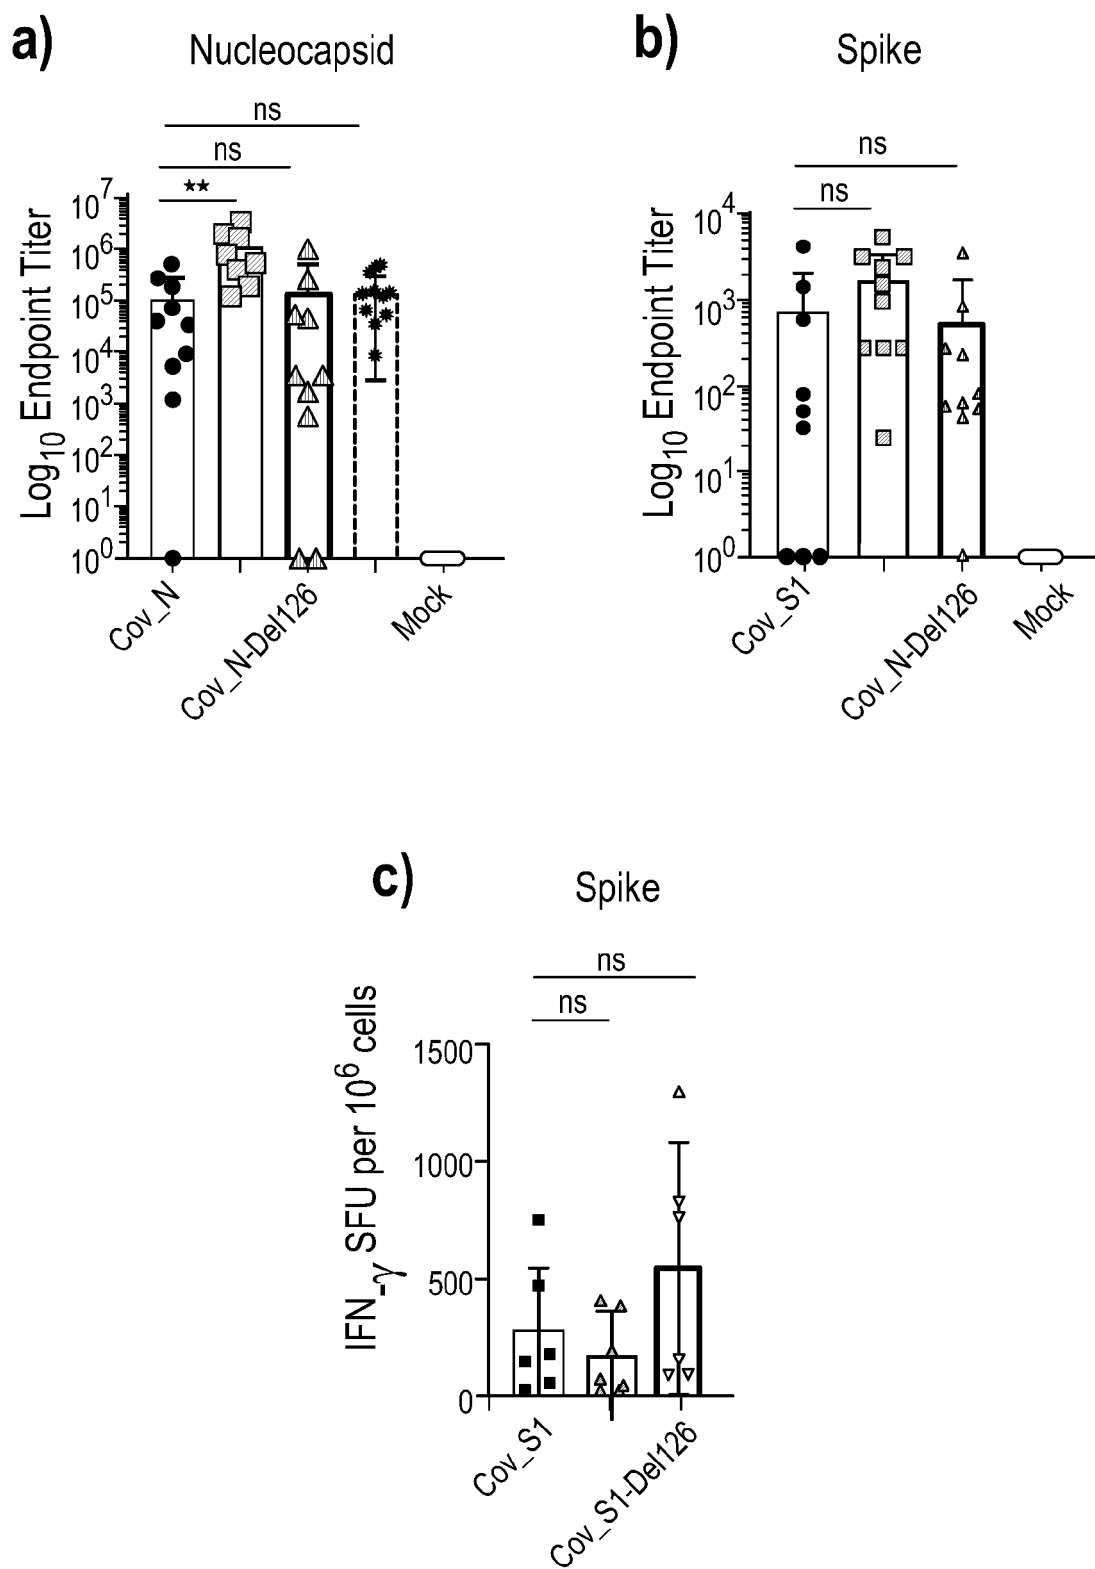 a)
Nucleocapsid
ns
ns
**
Log10 Endpoint Titer
10^7
10^6
10^5
10^4
10^3
10^2
10^1
10^0
Cov_N
Cov_N-Del126
Mock
b)
Spike
ns
ns
Log10 Endpoint Titer
10^4
10^3
10^2
10^1
10^0
Cov_S1
Cov_N-Del126
Mock
c)
Spike
ns
ns
IFN-γ SFU per 10^6 cells
1500
1000
500
0
Cov_S1
Cov_S1-Del126